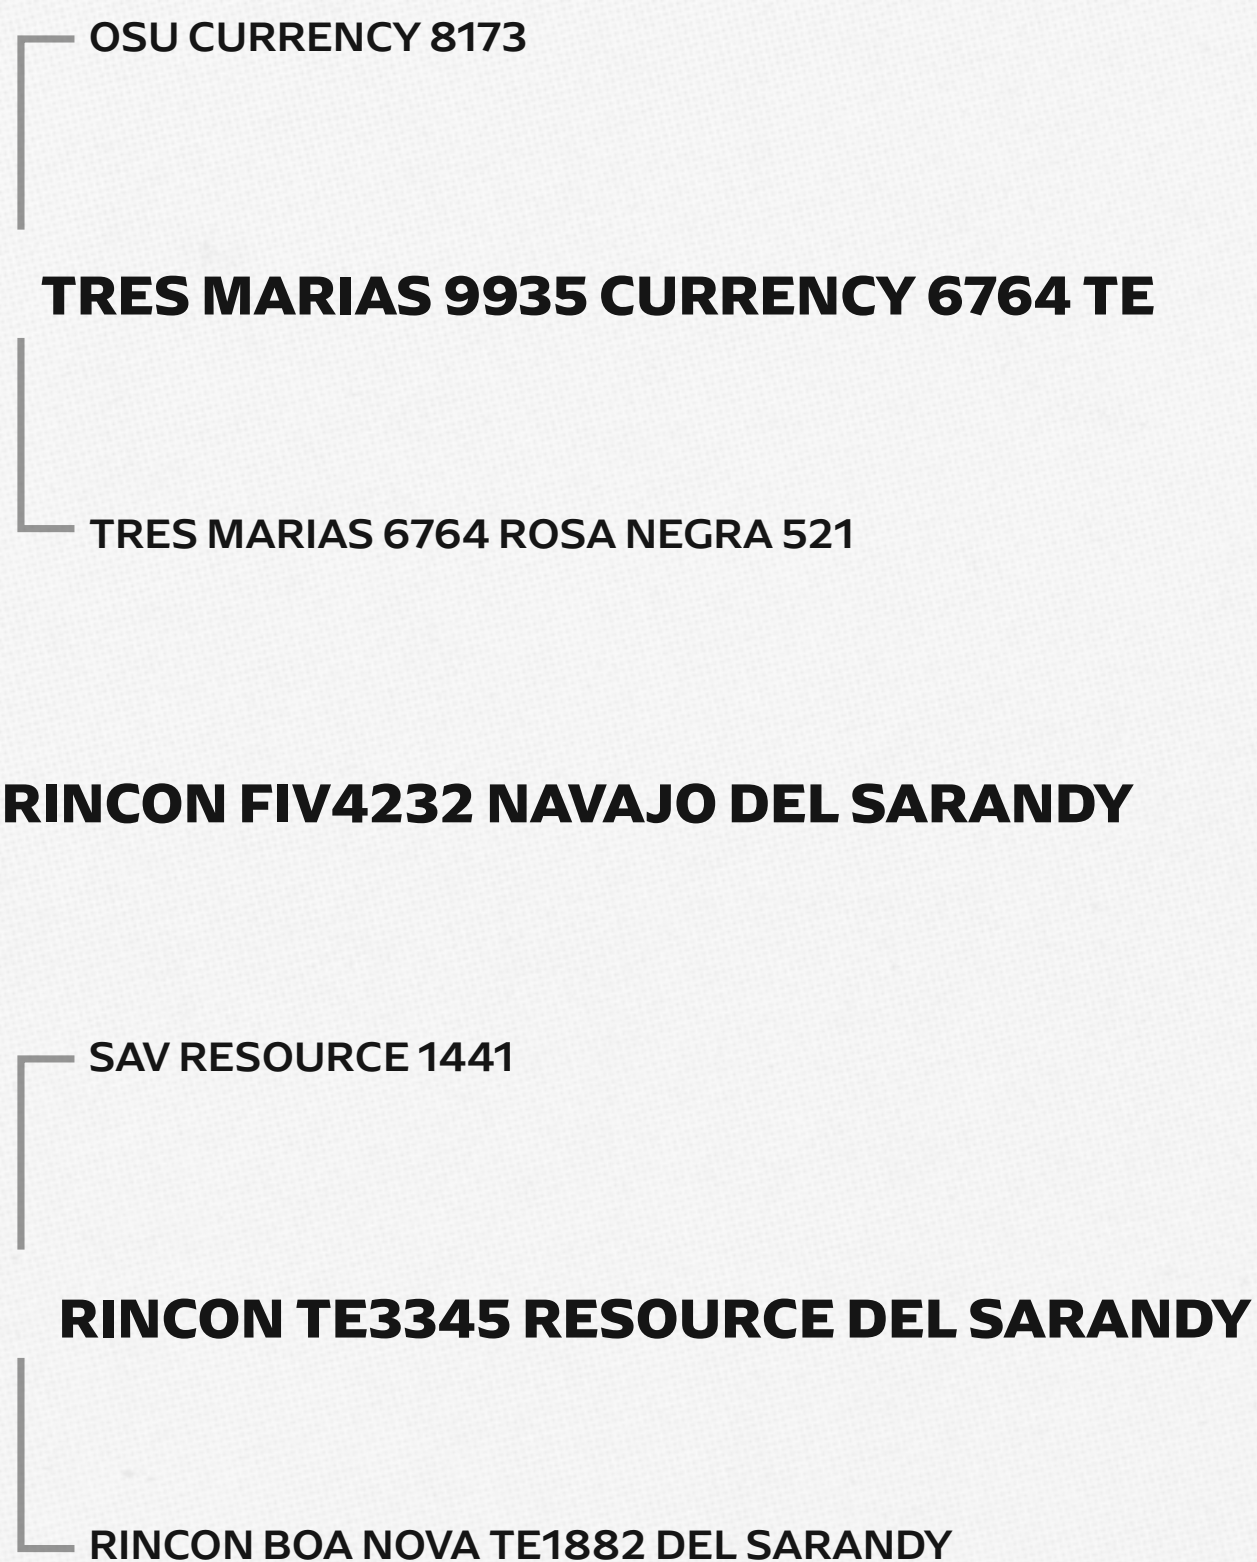 OSU CURRENCY 8173
TRES MARIAS 9935 CURRENCY 6764 TE
TRES MARIAS 6764 ROSA NEGRA 521
RINCON FIV4232 NAVAJO DEL SARANDY
SAV RESOURCE 1441
RINCON TE3345 RESOURCE DEL SARANDY
RINCON BOA NOVA TE1882 DEL SARANDY